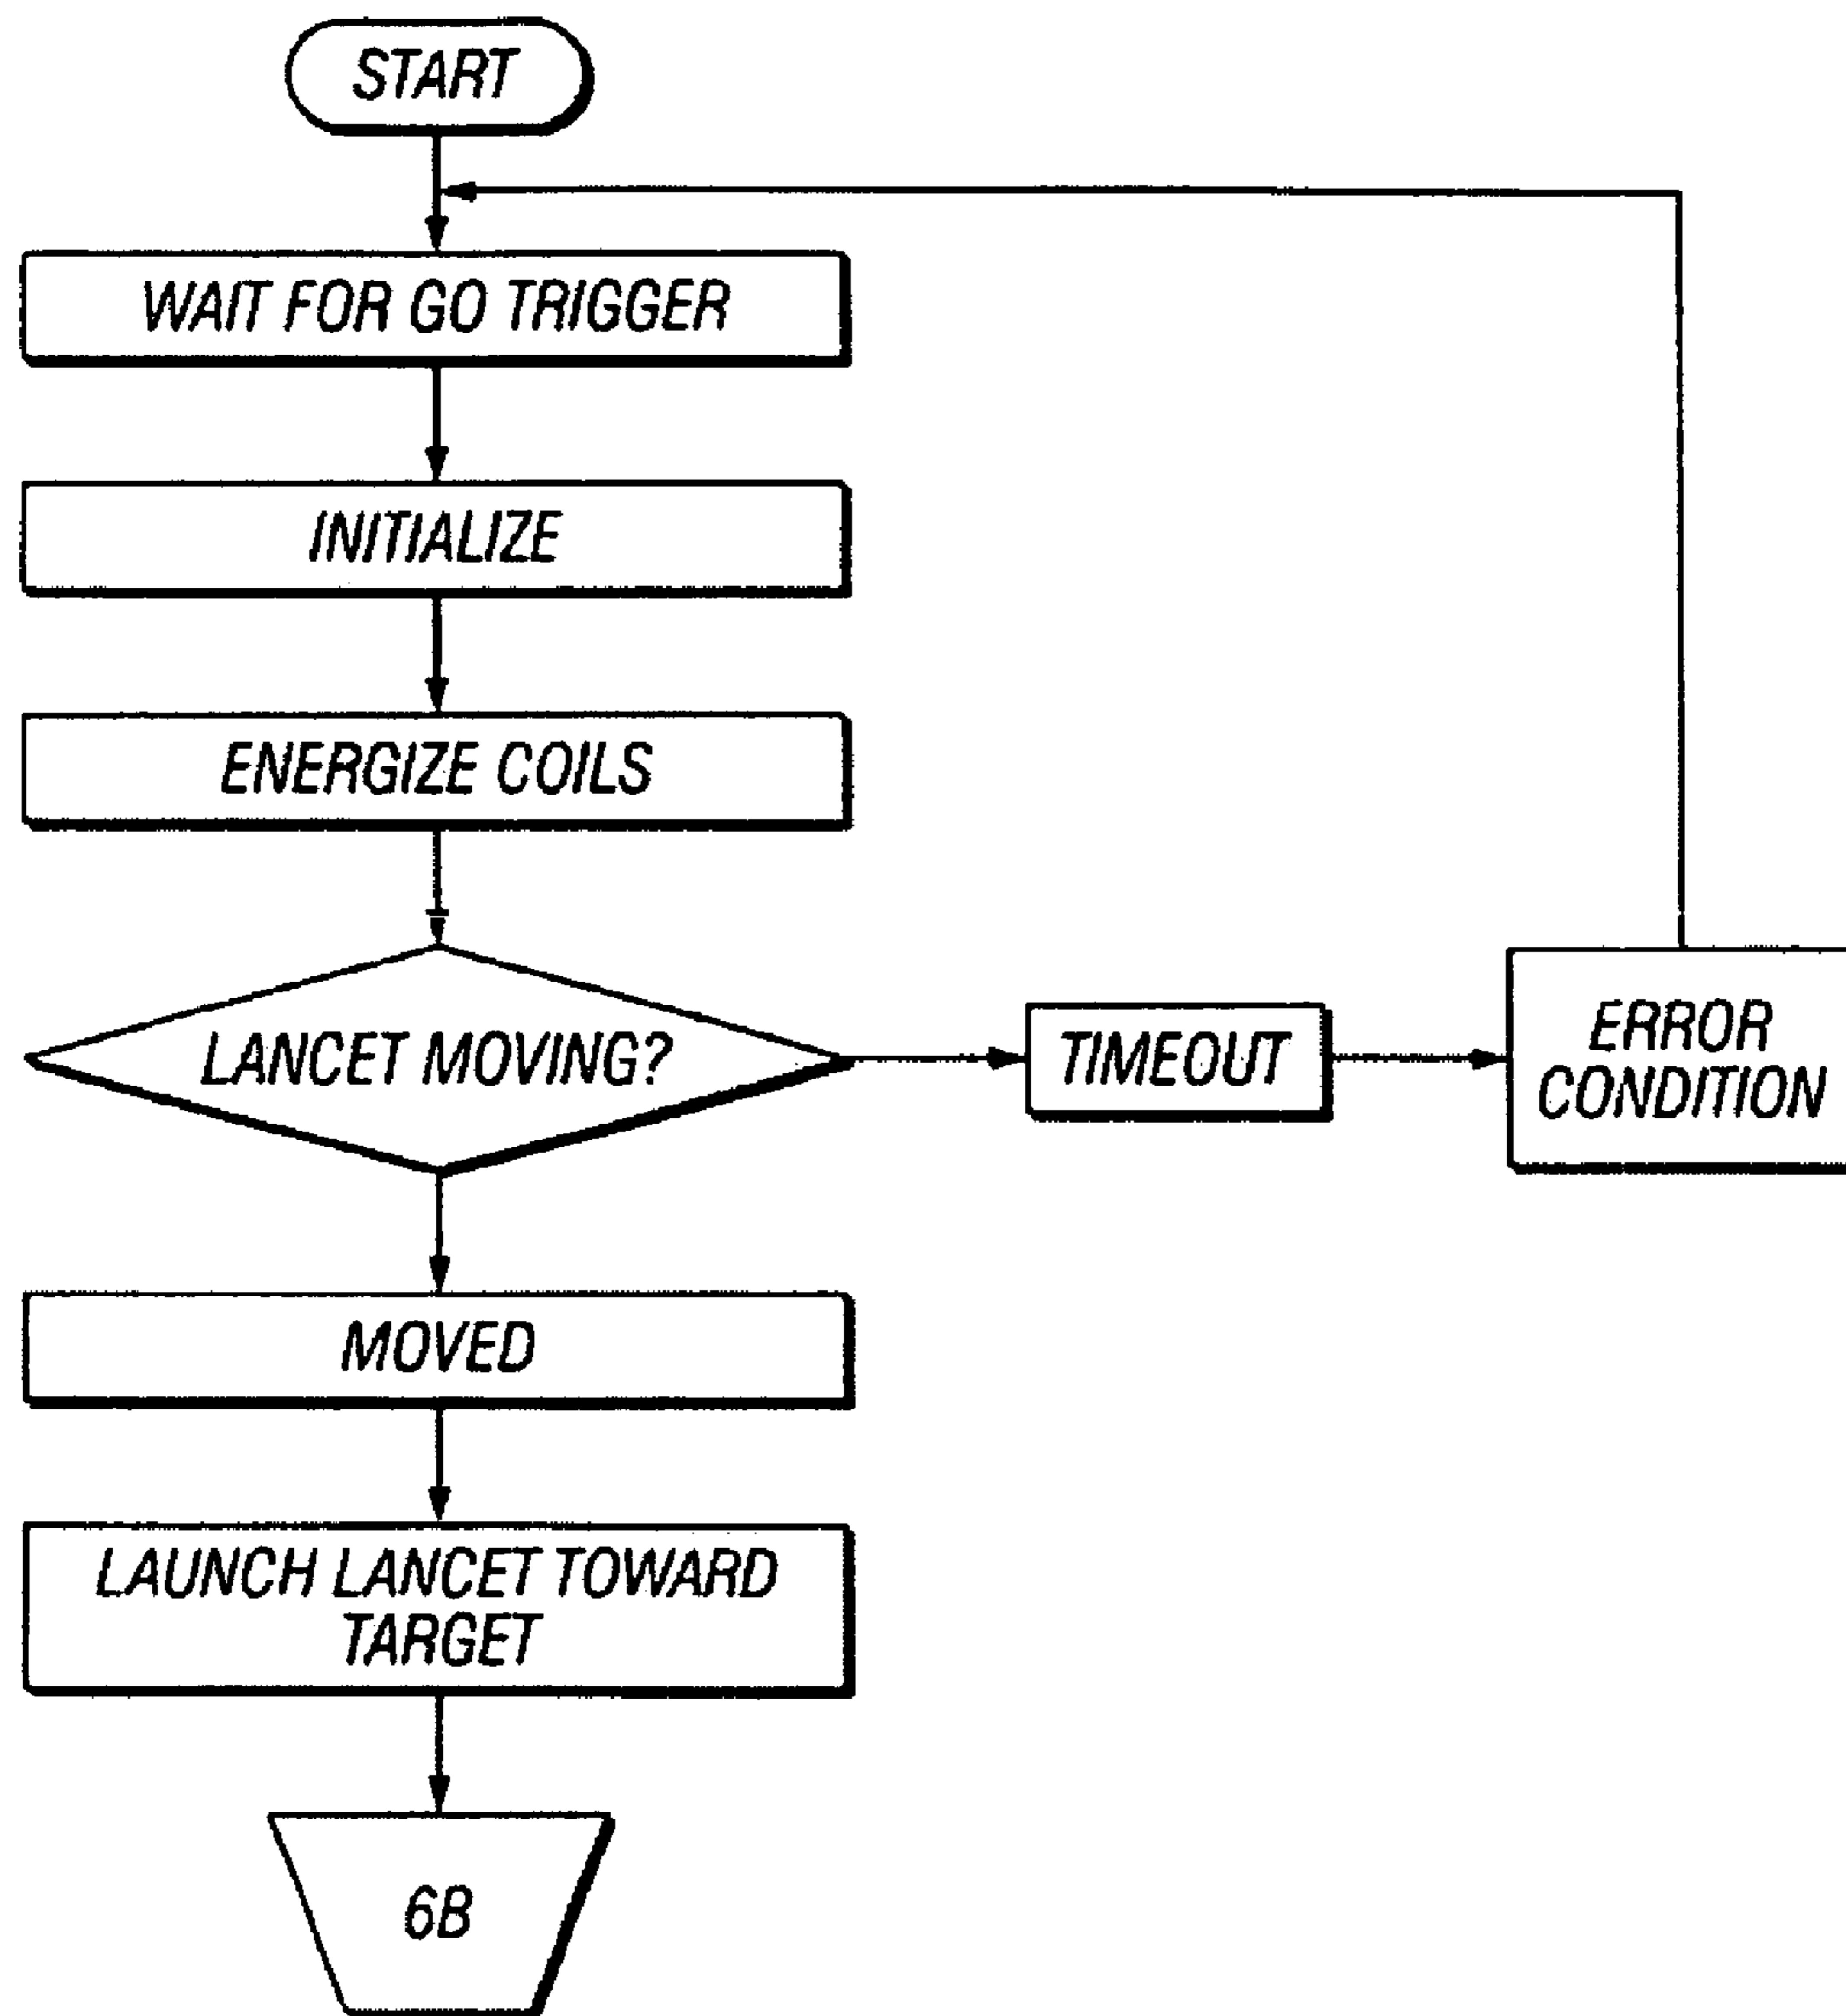 START
WAIT FOR GO TRIGGER
INITIALIZE
ENERGIZE COILS
LANCET MOVING?
TIMEOUT
ERROR
CONDITION
MOVED
LAUNCH LANCET TOWARD
TARGET
6B